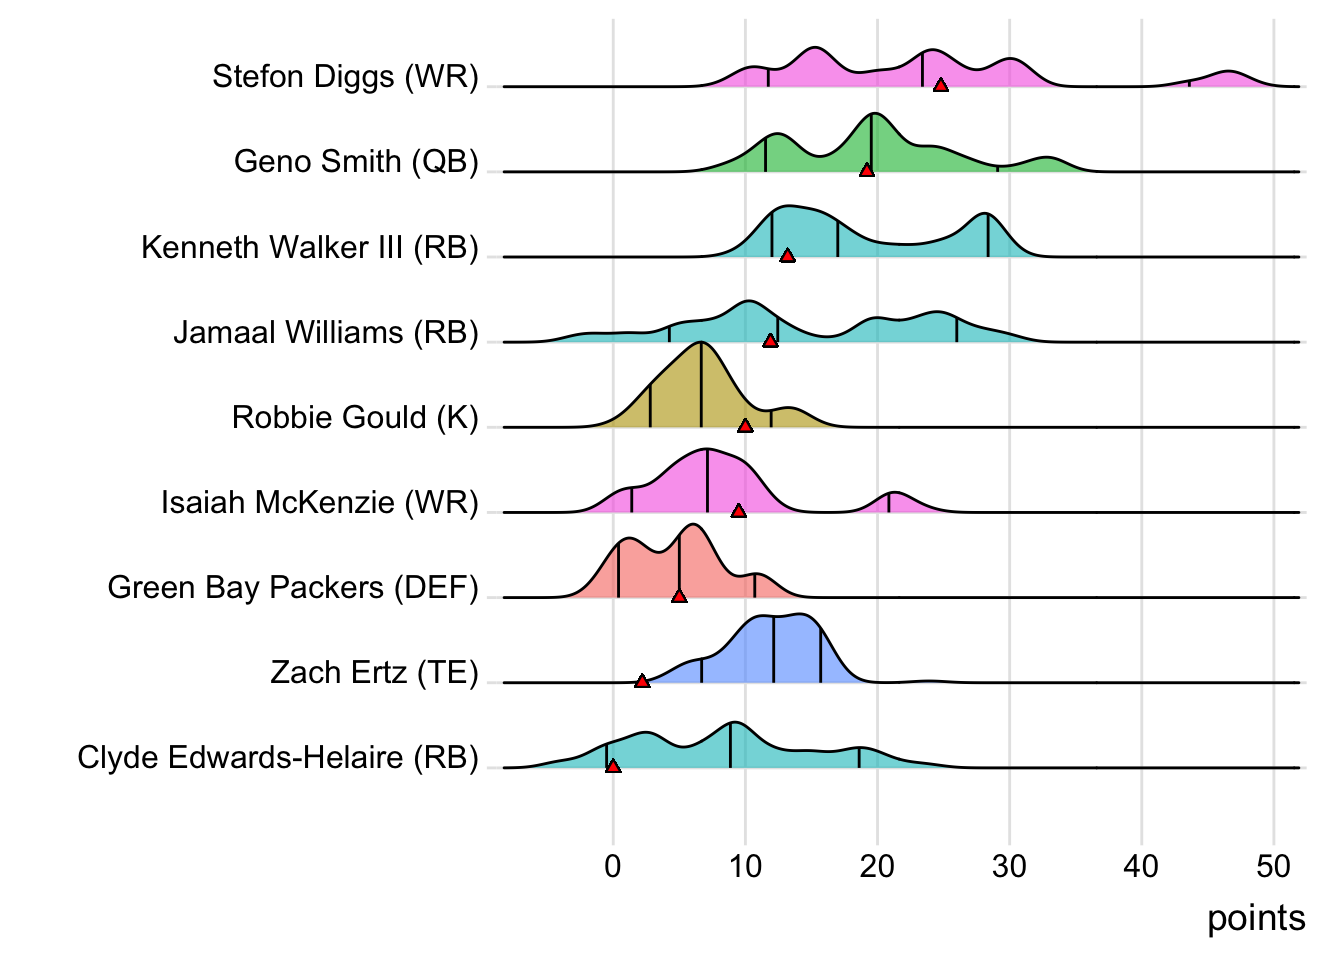 Stefon Diggs (WR)
Geno Smith (QB)
Kenneth Walker III (RB)
Jamaal Williams (RB)
Robbie Gould (K)
Isaiah McKenzie (WR)
Green Bay Packers (DEF)
Zach Ertz (TE)
Clyde Edwards-Helaire (RB)
0 10 20 30 40 50
points